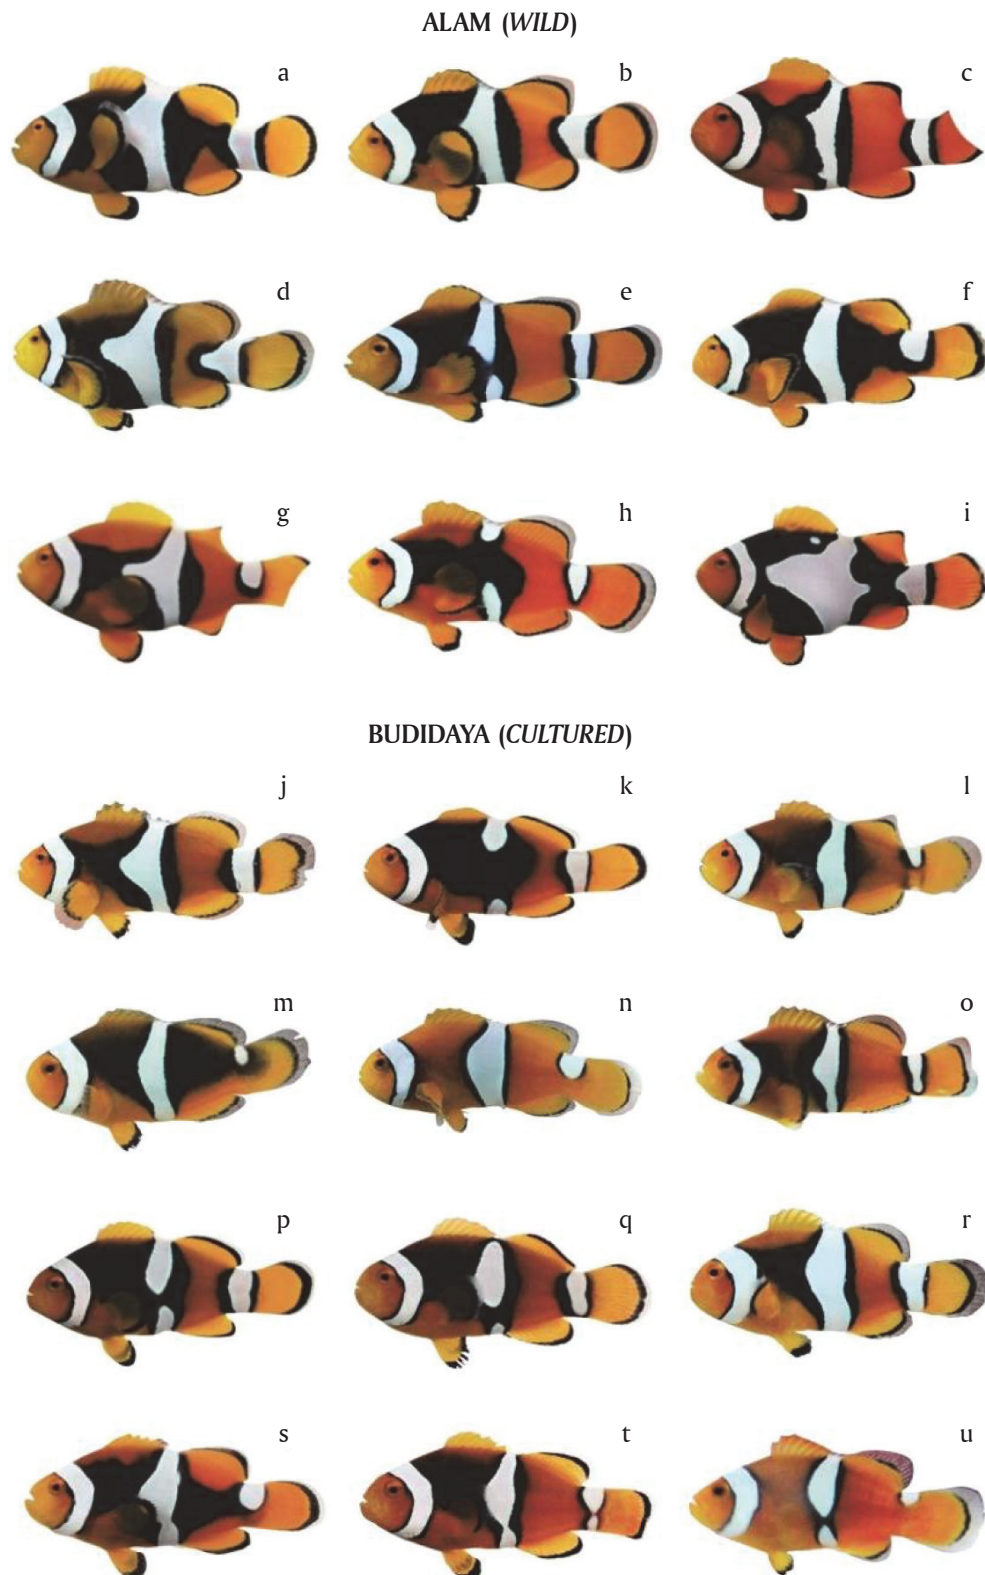 ALAM (WILD)
a b c
d e f
g h i
BUDIDAYA (CULTURED)
j k l
m n o
p q r
s t u